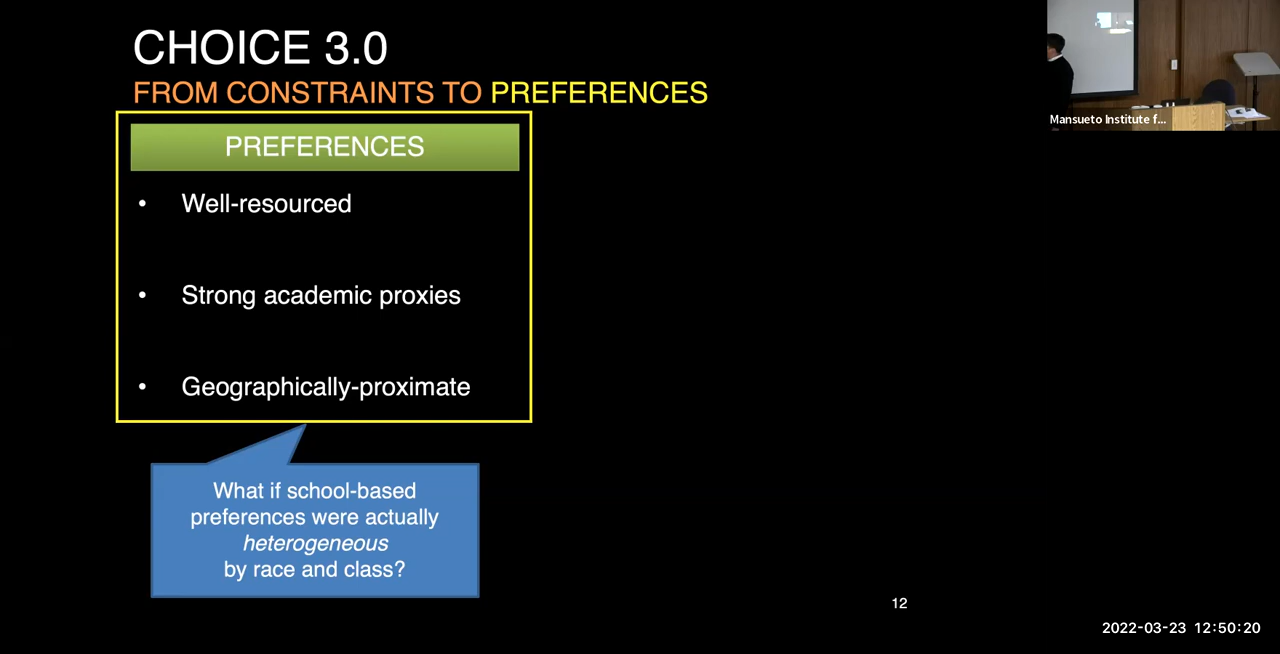 CHOICE 3.0
FROM CONSTRAINTS TO PREFERENCES
PREFERENCES
• Well-resourced
• Strong academic proxies
• Geographically-proximate
What if school-based
preferences were actually
heterogeneous
by race and class?
12
Mansueto Institute f...
2022-03-23 12:50:20